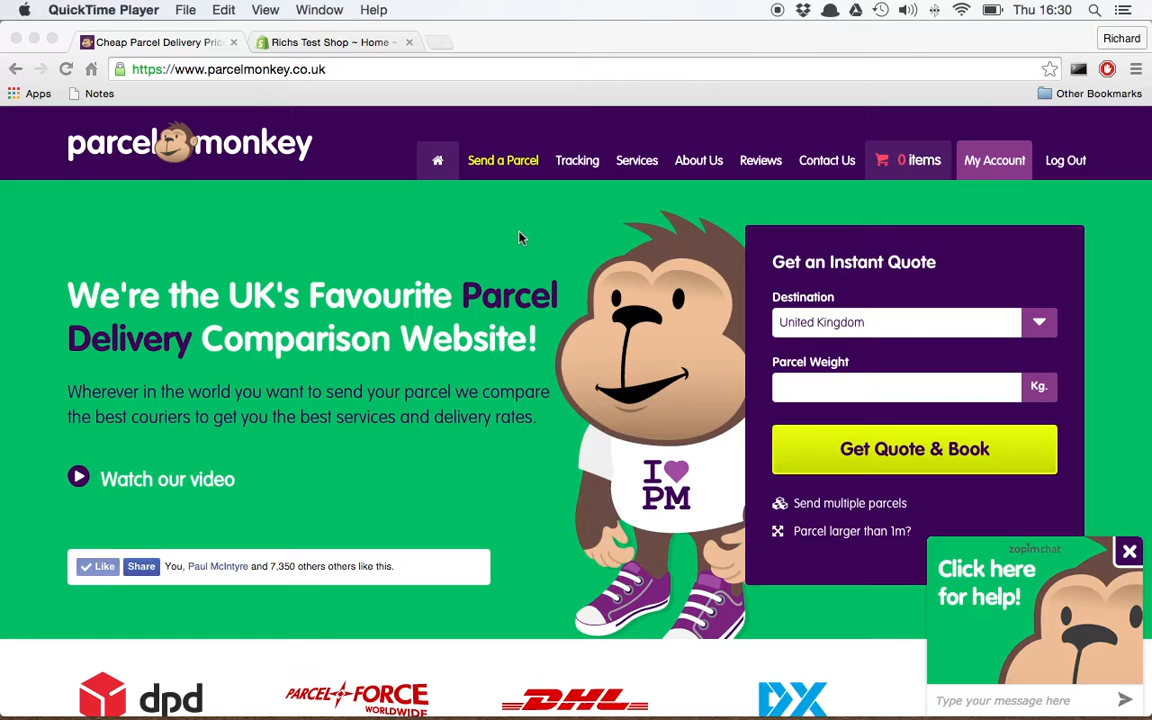 QuickTime Player File Edit View Window Help Thu 16:30
Cheap Parcel Delivery Pric Richs Test Shop ~ Home ~ Richard
https://www.parcelmonkey.co.uk
Apps Notes Other Bookmarks
parcel monkey
Send a Parcel Tracking Services About Us Reviews Contact Us 0 items My Account Log Out
We're the UK's Favourite Parcel
Delivery Comparison Website!
Wherever in the world you want to send your parcel we compare
the best couriers to get you the best services and delivery rates.
Watch our video
Like Share You, Paul McIntyre and 7,350 others others like this.
I
PM
Get an Instant Quote
Destination
United Kingdom
Parcel Weight
Kg.
Get Quote & Book
Send multiple parcels
Parcel larger than 1m?
zopim chat
Click here
for help!
Type your message here
dpd PARCEL FORCE DHL DX
WORLDWIDE